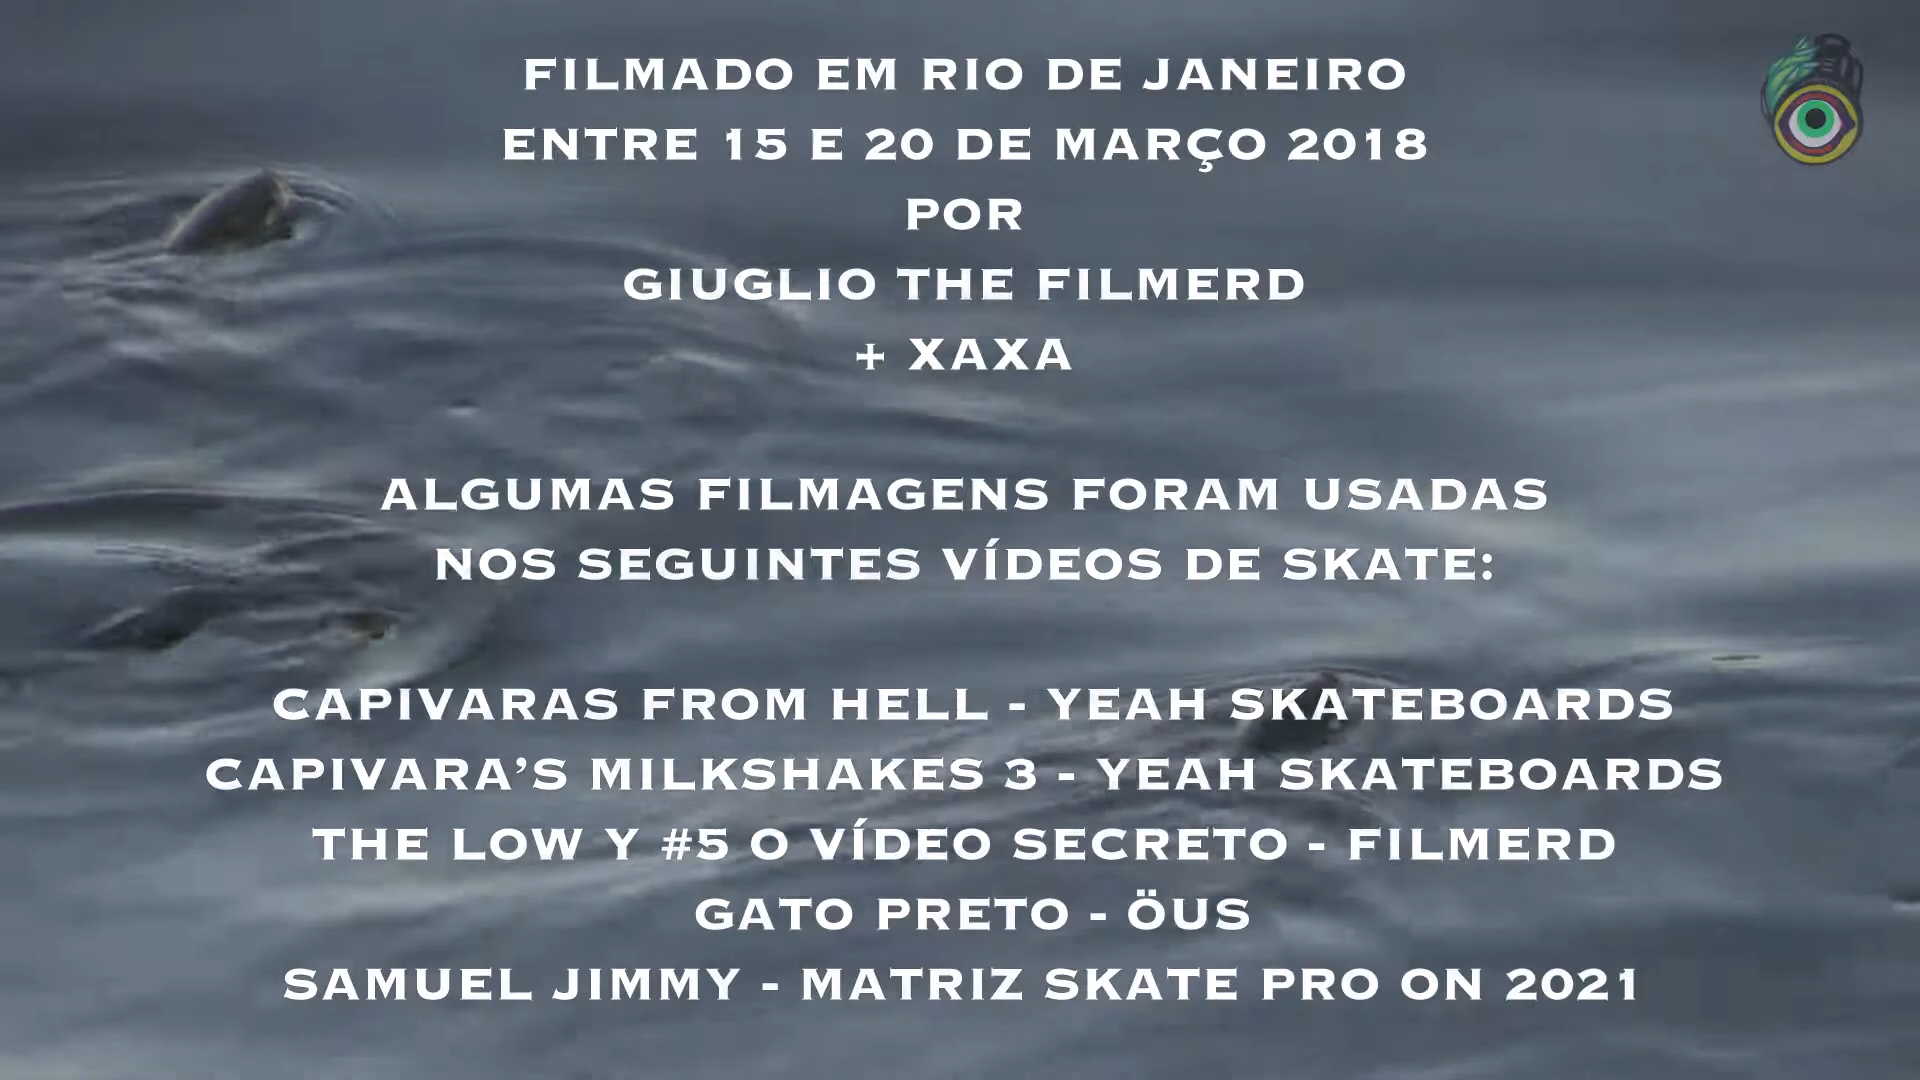 FILMADO EM RIO DE JANEIRO
ENTRE 15 E 20 DE MARÇO 2018
POR
GIUGLIO THE FILMERD
+ XAXA
ALGUMAS FILMAGENS FORAM USADAS
NOS SEGUINTES VÍDEOS DE SKATE:
CAPIVARAS FROM HELL - YEAH SKATEBOARDS
CAPIVARA’S MILKSHAKES 3 - YEAH SKATEBOARDS
THE LOW Y #5 O VÍDEO SECRETO - FILMERD
GATO PRETO - ÖUS
SAMUEL JIMMY - MATRIZ SKATE PRO ON 2021